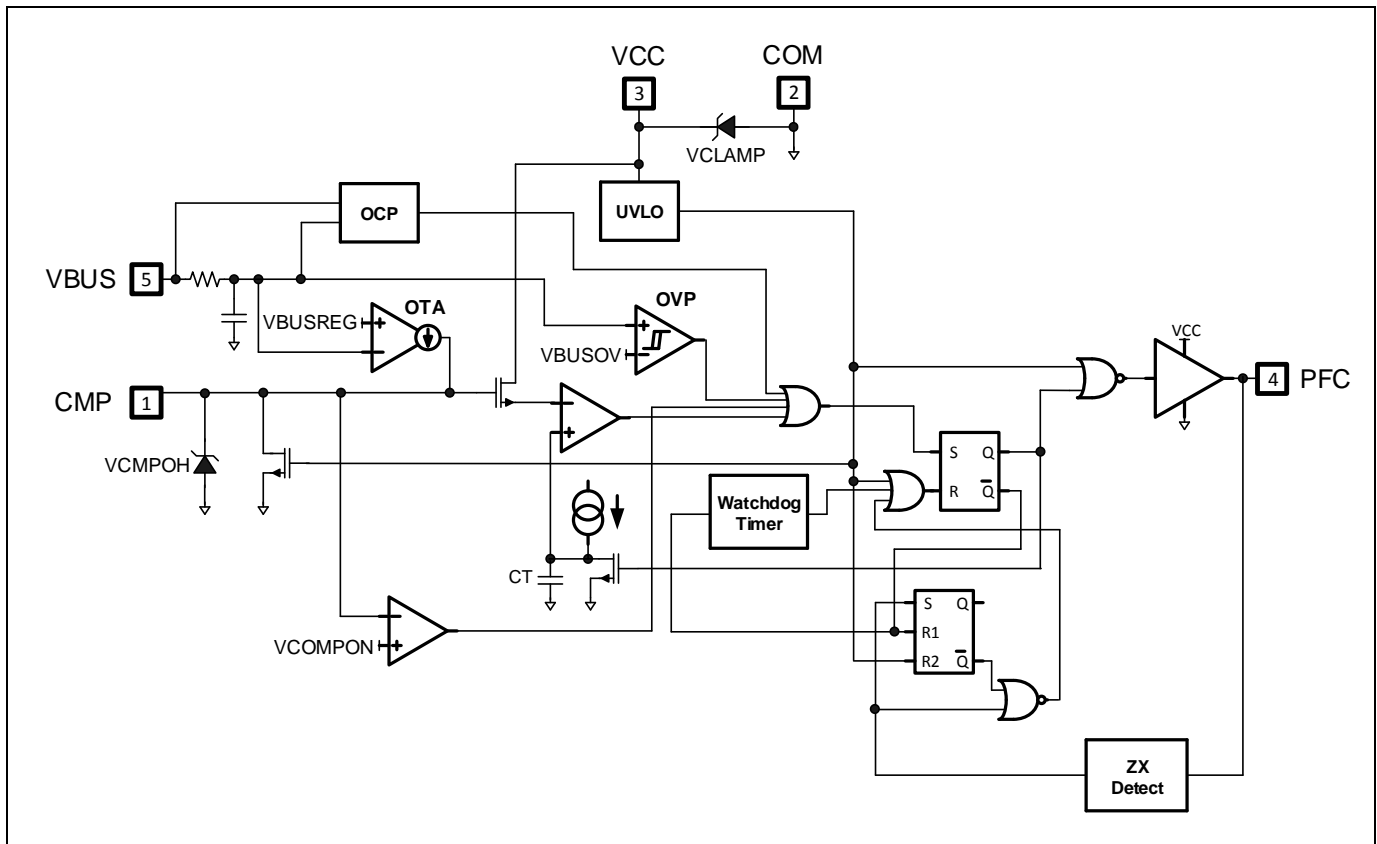 VCC
COM
3
2
VCLAMP
OCP
UVLO
VBUS
5
OTA
OVP
VBUSREG
+
−
+
VBUSOV
−
VCC
4
PFC
CMP
1
−
+
VCMPOH
S
Q
R
Q
Watchdog
Timer
CT
S
Q
R1
R2
Q
−
VCOMPON
+
ZX
Detect